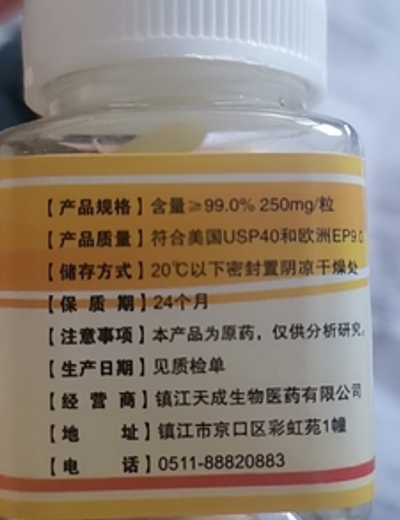 【产品规格】含量≥99.0% 250mg/粒
【产品质量】符合美国USP40和欧洲EP9.0
【储存方式】20℃以下密封置阴凉干燥处
【保 质 期】24个月
【注意事项】本产品为原药，仅供分析研究。
【生产日期】见质检单
【经 营 商】镇江天成生物医药有限公司
【地 址】镇江市京口区彩虹苑1幢
【电 话】0511-88820883